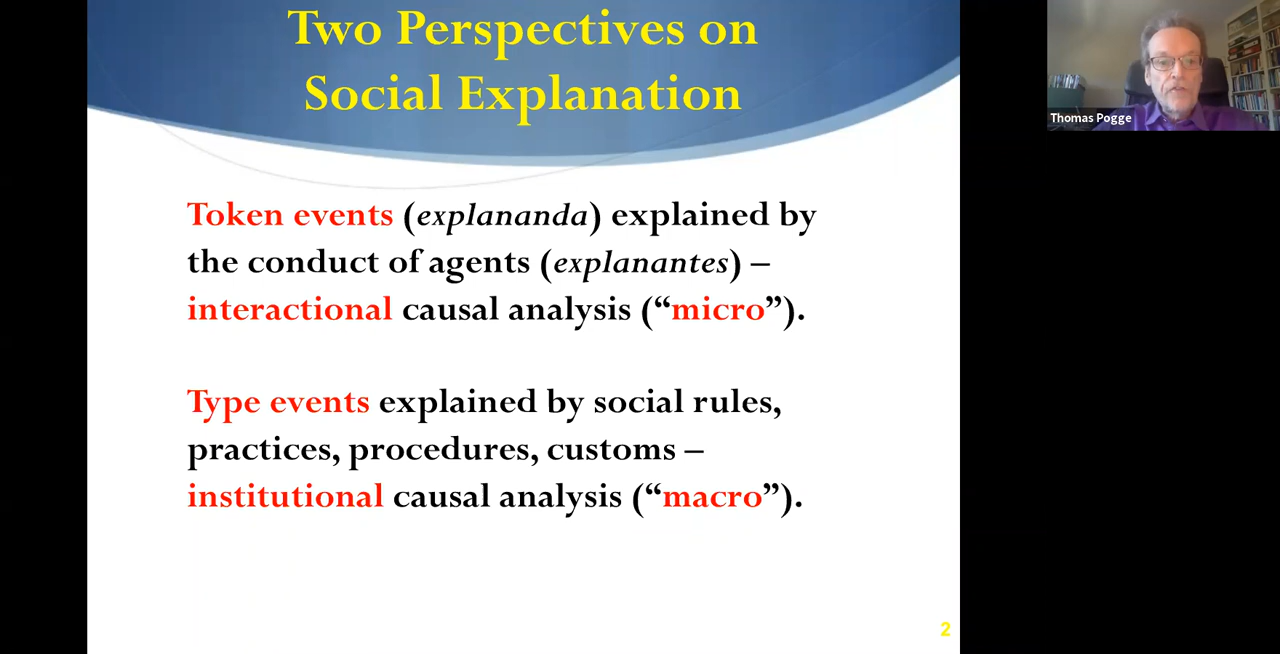 Two Perspectives on
Social Explanation
Thomas Pogge
Token events (explananda) explained by
the conduct of agents (explanantes) –
interactional causal analysis (“micro”).
Type events explained by social rules,
practices, procedures, customs –
institutional causal analysis (“macro”).
2